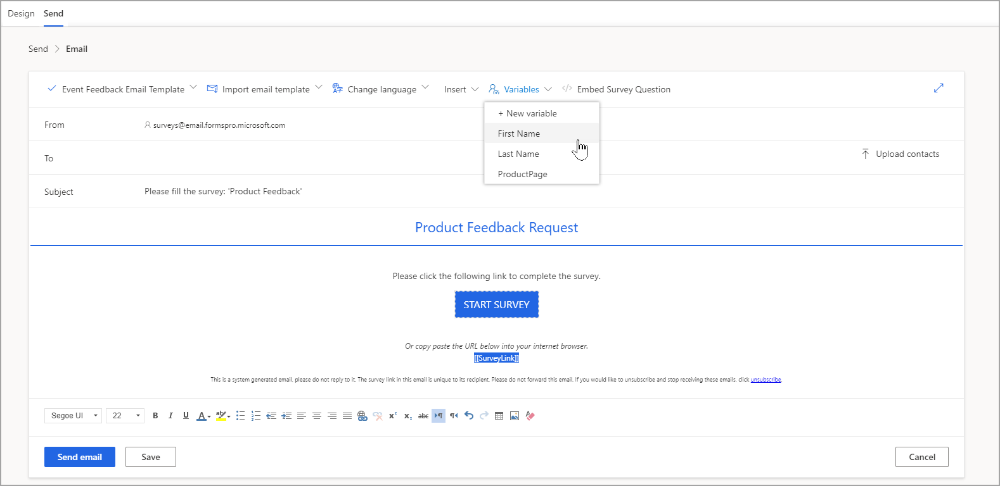 Design Send
Send > Email
Event Feedback Email Template Import email template Change language Insert Variables Embed Survey Question
+ New variable
First Name
Last Name
ProductPage
From surveys@email.formspro.microsoft.com
To Upload contacts
Subject Please fill the survey: 'Product Feedback'
Product Feedback Request
Please click the following link to complete the survey.
START SURVEY
Or copy paste the URL below into your internet browser.
[[SurveyLink]]
This is a system generated email, please do not reply to it. The survey link in this email is unique to its recipient. Please do not forward this email. If you would like to unsubscribe and stop receiving these emails, click unsubscribe.
Segoe UI 22 B I U A ab x² x₂ abc
Send email Save Cancel